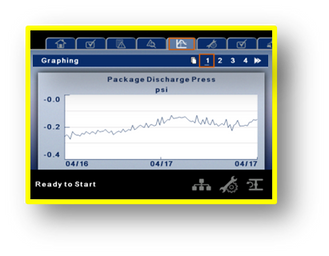 Graphing 1 2 3 4
Package Discharge Press
psi
-0.0
-0.2
-0.4
04/16 04/17 04/17
Ready to Start